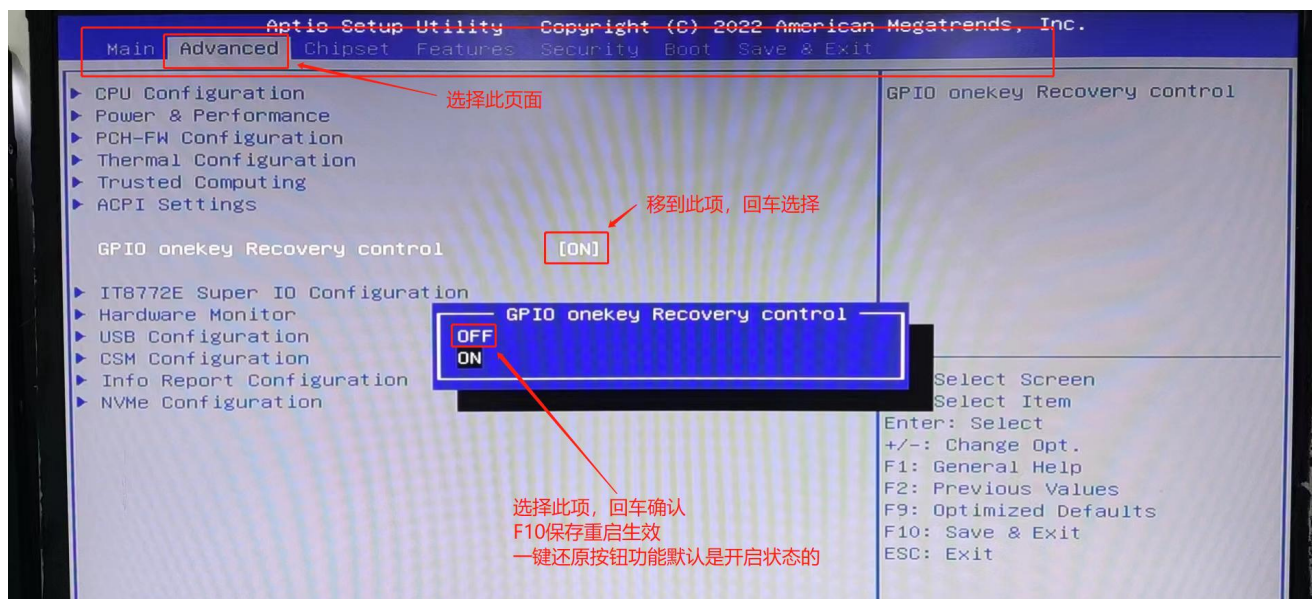 Aptio Setup Utility Copyright (C) 2022 American Megatrends, Inc.
Main Advanced Chipset Features Security Boot Save & Exit
选择此页面
CPU Configuration
Power & Performance
PCH-FW Configuration
Thermal Configuration
Trusted Computing
ACPI Settings
移到此项，回车选择
GPIO onekey Recovery control [ON]
IT8772E Super IO Configuration
Hardware Monitor
USB Configuration
CSM Configuration
Info Report Configuration
NVMe Configuration
GPIO onekey Recovery control
OFF
ON
选择此项，回车确认
F10保存重启生效
一键还原按钮功能默认是开启状态的
GPIO onekey Recovery control
Select Screen
Select Item
Enter: Select
+/-: Change Opt.
F1: General Help
F2: Previous Values
F9: Optimized Defaults
F10: Save & Exit
ESC: Exit